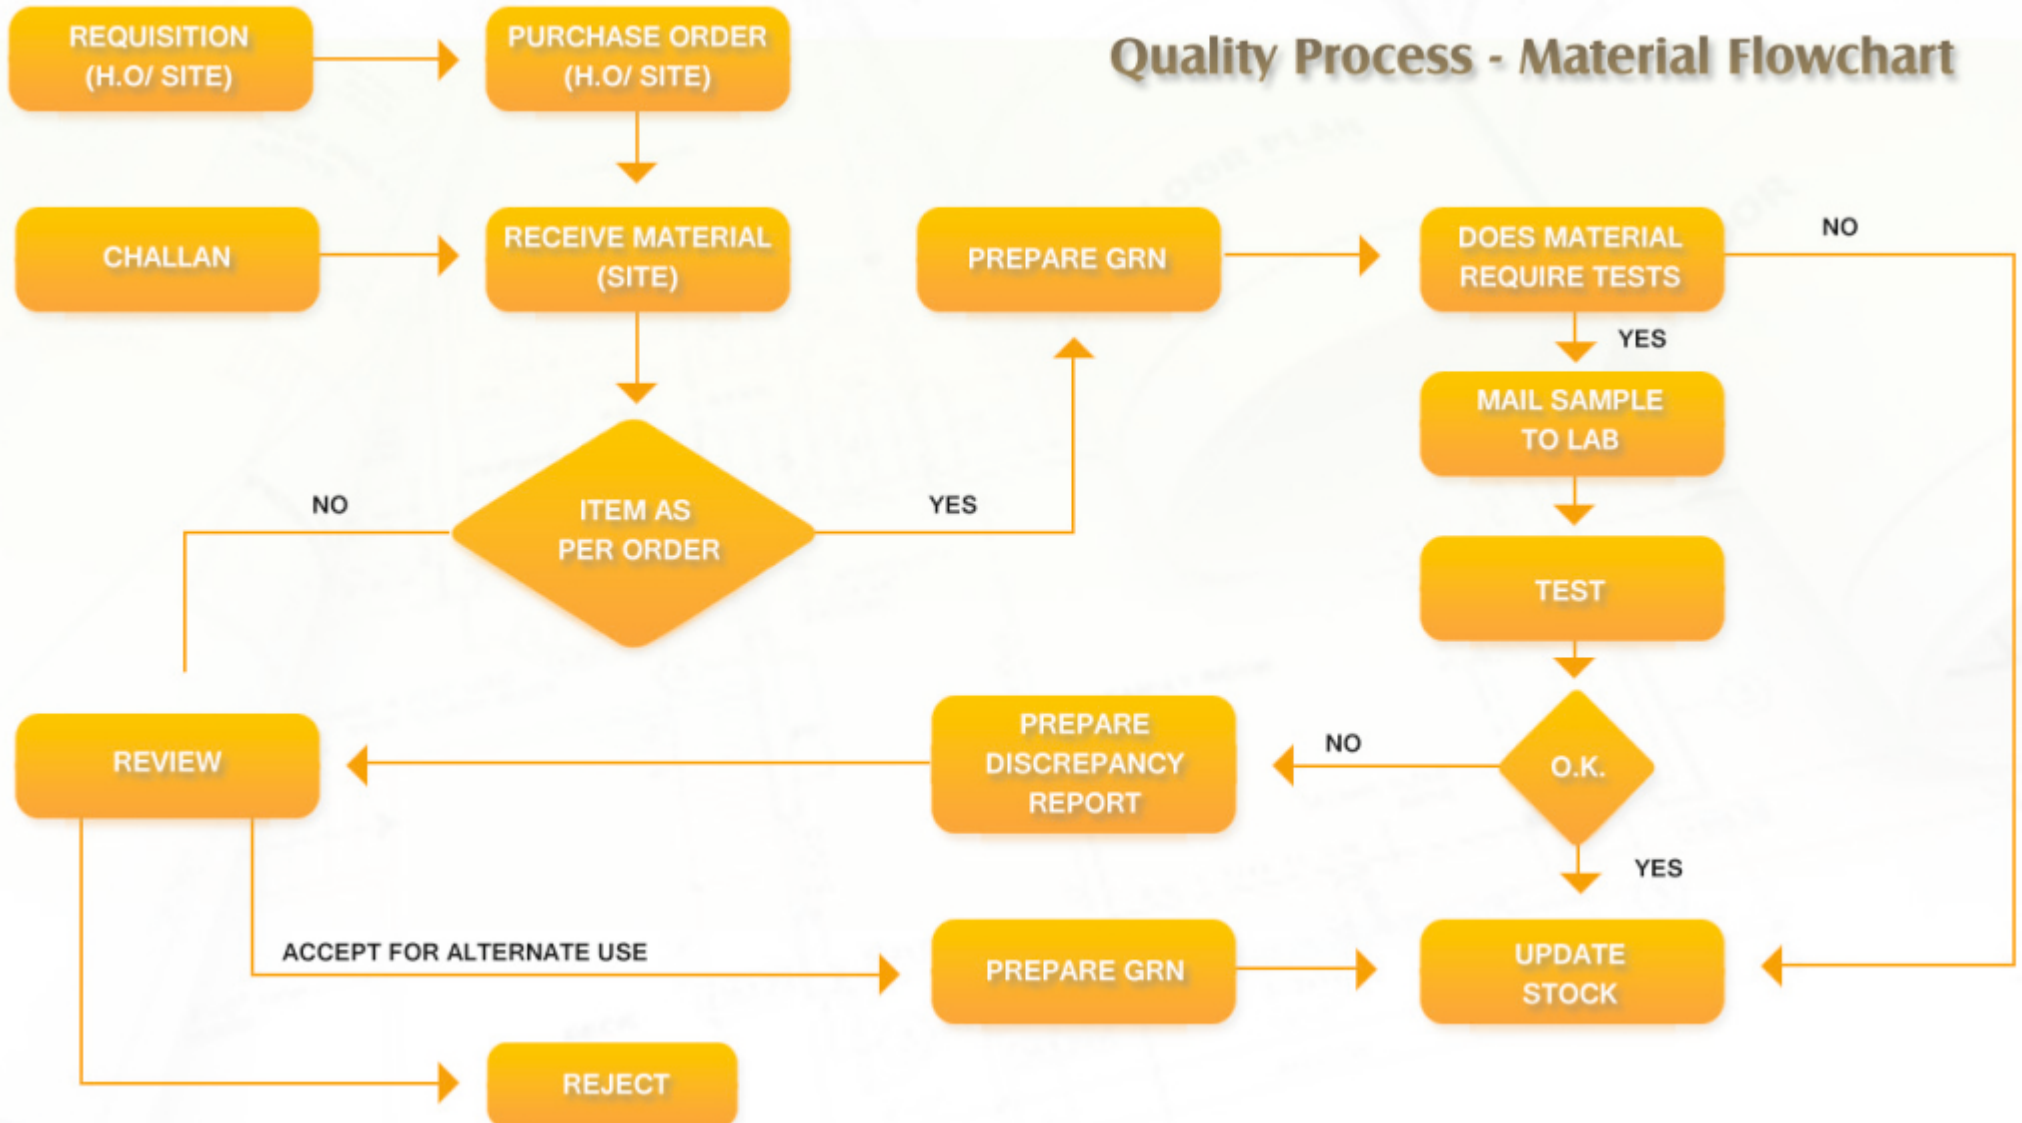 REQUISITION
(H.O/ SITE)
PURCHASE ORDER
(H.O/ SITE)
Quality Process - Material Flowchart
CHALLAN
RECEIVE MATERIAL
(SITE)
PREPARE GRN
DOES MATERIAL
REQUIRE TESTS
NO
YES
MAIL SAMPLE
TO LAB
NO
ITEM AS
PER ORDER
YES
TEST
REVIEW
PREPARE
DISCREPANCY
REPORT
NO
O.K.
YES
ACCEPT FOR ALTERNATE USE
PREPARE GRN
UPDATE
STOCK
REJECT